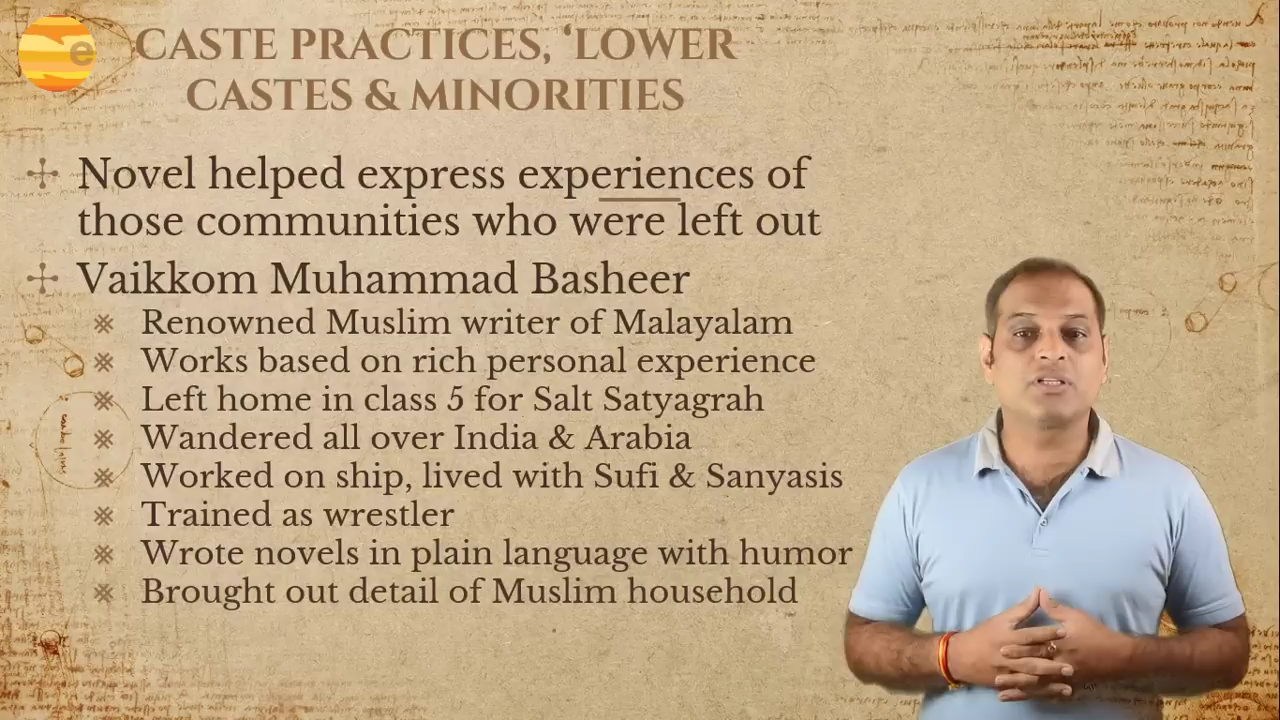 e
CASTE PRACTICES, ‘LOWER
CASTES & MINORITIES
Novel helped express experiences of
those communities who were left out
Vaikkom Muhammad Basheer
Renowned Muslim writer of Malayalam
Works based on rich personal experience
Left home in class 5 for Salt Satyagrah
Wandered all over India & Arabia
Worked on ship, lived with Sufi & Sanyasis
Trained as wrestler
Wrote novels in plain language with humor
Brought out detail of Muslim household